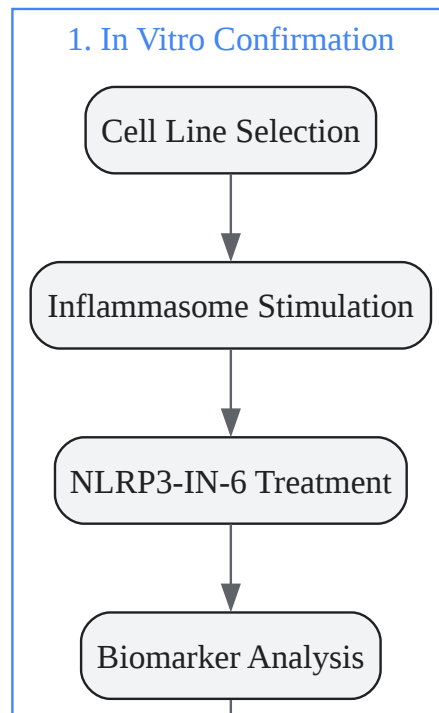 1. In Vitro Confirmation
Cell Line Selection
Inflammasome Stimulation
NLRP3-IN-6 Treatment
Biomarker Analysis